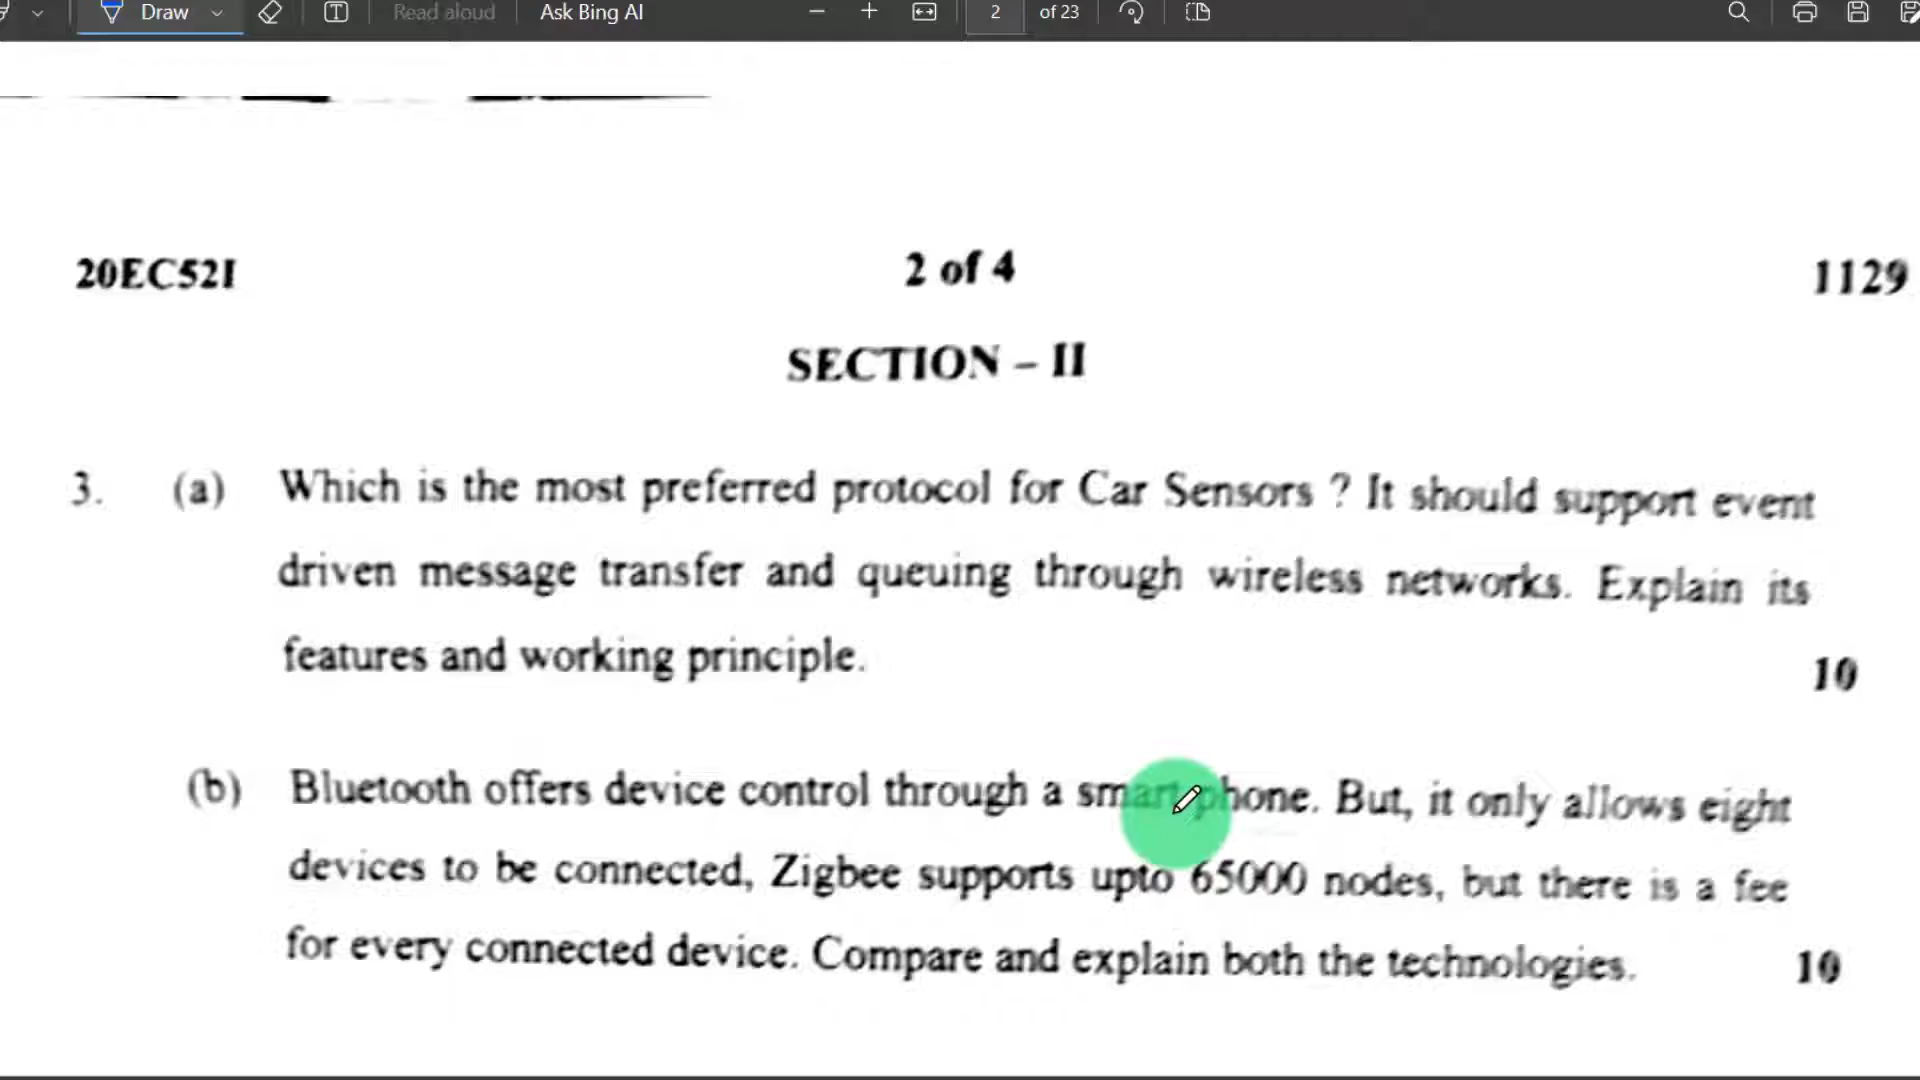 Draw Read aloud Ask Bing AI 2 of 23
20EC52I 2 of 4 1129
SECTION – II
3. (a) Which is the most preferred protocol for Car Sensors ? It should support event
driven message transfer and queuing through wireless networks. Explain its
features and working principle. 10
(b) Bluetooth offers device control through a smart phone. But, it only allows eight
devices to be connected, Zigbee supports upto 65000 nodes, but there is a fee
for every connected device. Compare and explain both the technologies. 10